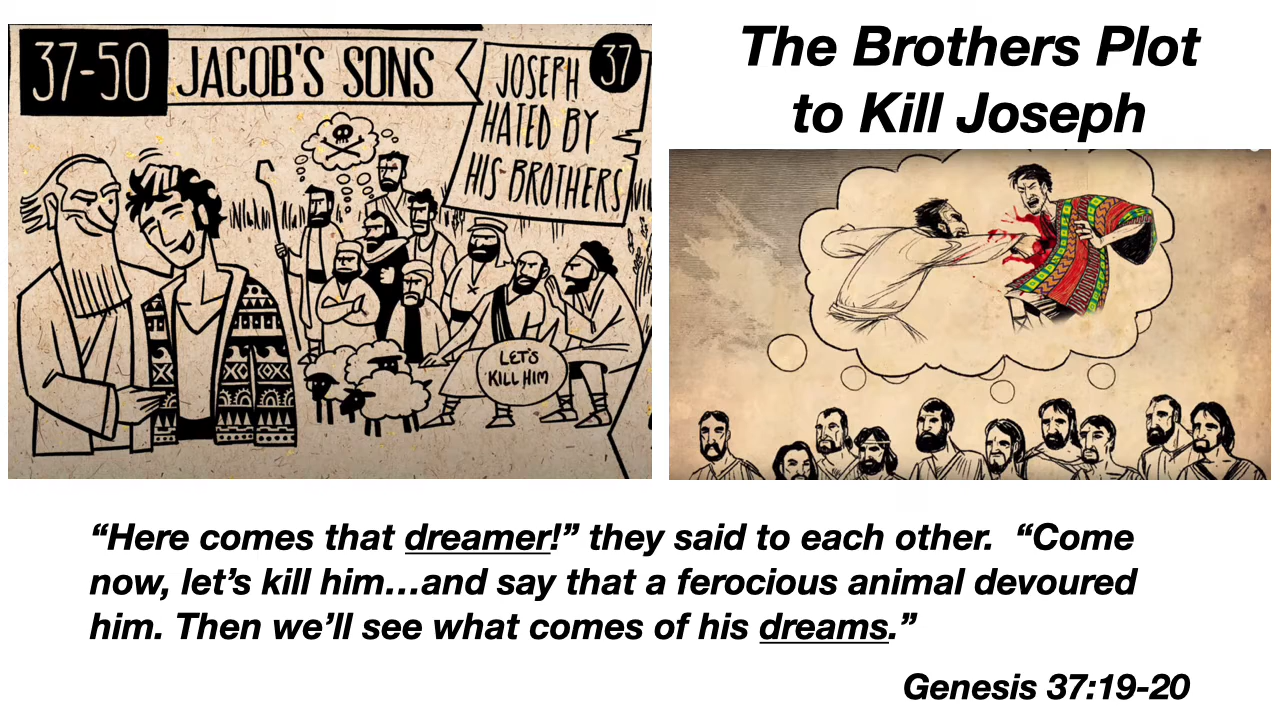 37-50 JACOB'S SONS
JOSEPH 37
HATED BY
HIS BROTHERS
LET'S
KILL HIM
The Brothers Plot
to Kill Joseph
“Here comes that dreamer!” they said to each other.  “Come
now, let’s kill him…and say that a ferocious animal devoured
him. Then we’ll see what comes of his dreams.”
Genesis 37:19-20